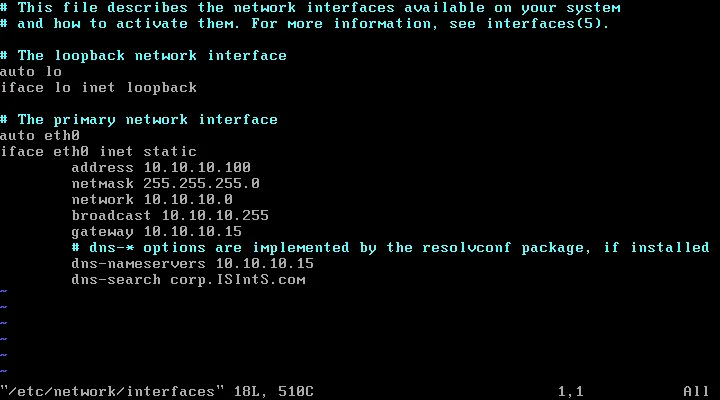 # This file describes the network interfaces available on your system
# and how to activate them. For more information, see interfaces(5).
# The loopback network interface
auto lo
iface lo inet loopback
# The primary network interface
auto eth0
iface eth0 inet static
address 10.10.10.100
netmask 255.255.255.0
network 10.10.10.0
broadcast 10.10.10.255
gateway 10.10.10.15
# dns-* options are implemented by the resolvconf package, if installed
dns-nameservers 10.10.10.15
dns-search corp.ISIntS.com
~
~
~
~
~
~
"/etc/network/interfaces" 18L, 510C 1,1 All